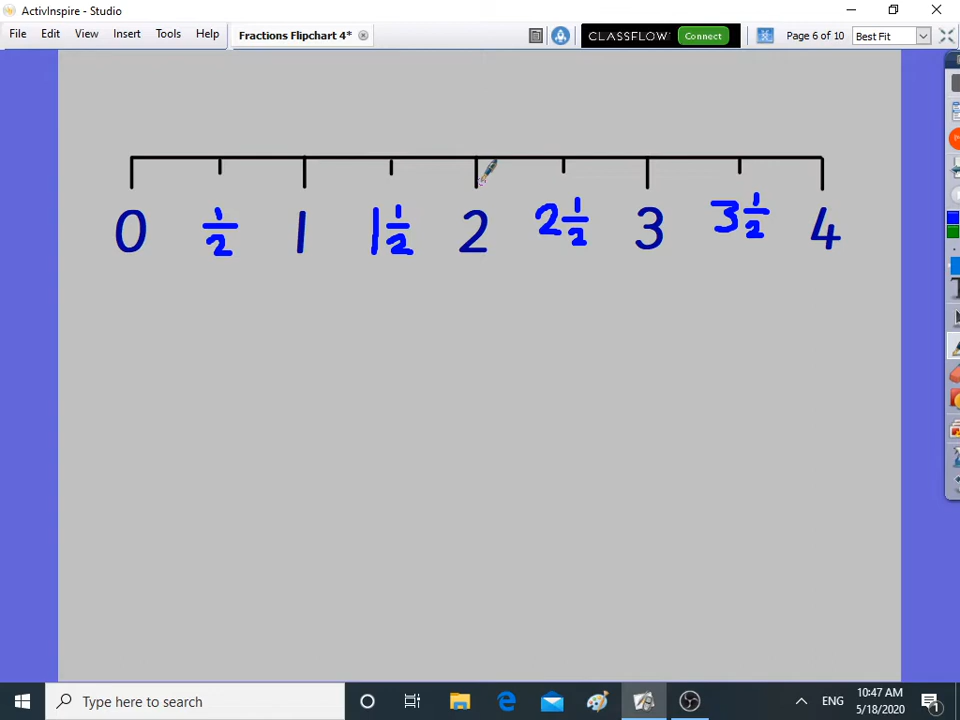 ActivInspire - Studio
File Edit View Insert Tools Help Fractions Flipchart 4* CLASSFLOW Connect Page 6 of 10 Best Fit
0 1/2 1 1 1/2 2 2 1/2 3 3 1/2 4
Type here to search ENG 10:47 AM
5/18/2020 1